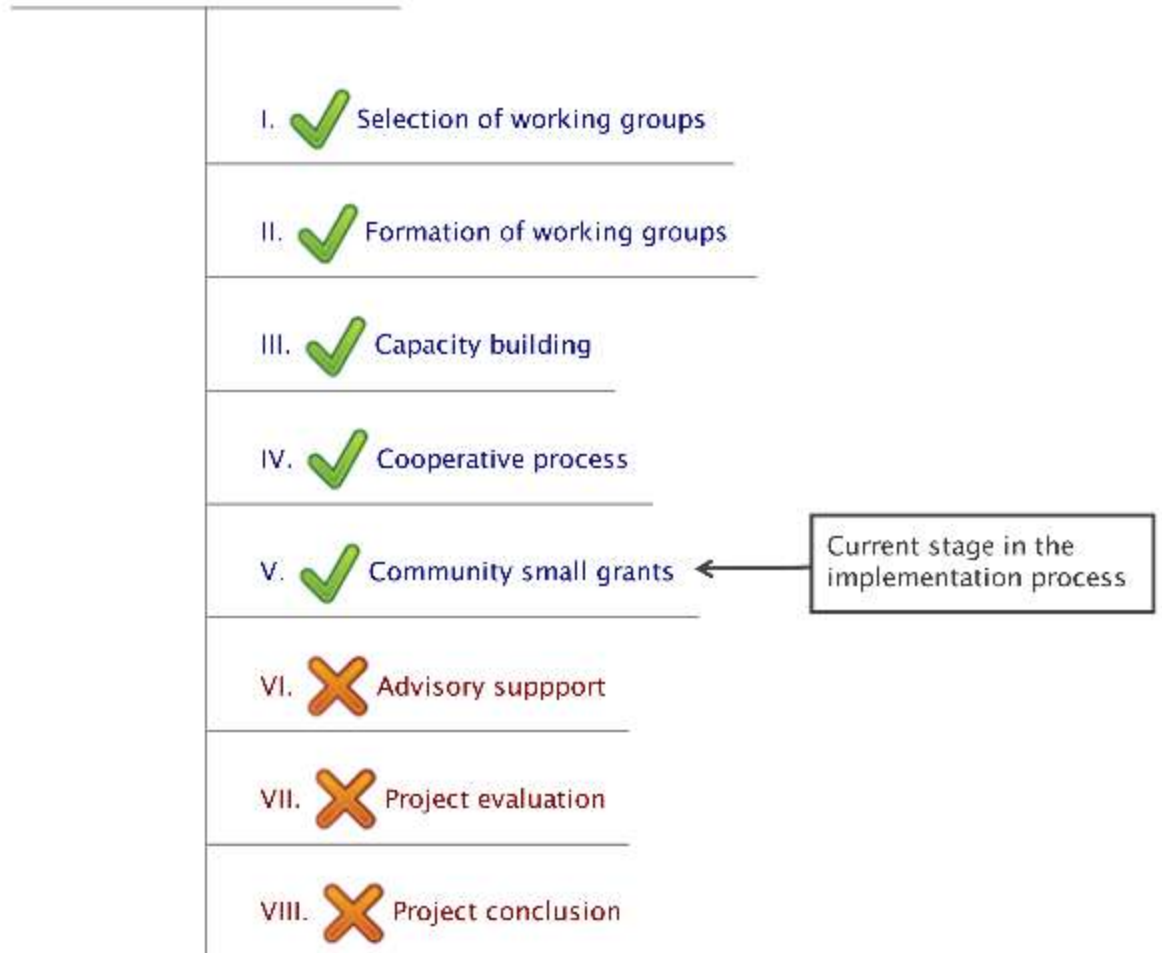 I. Selection of working groups
II. Formation of working groups
III. Capacity building
IV. Cooperative process
V. Community small grants
Current stage in the
implementation process
VI. Advisory suppport
VII. Project evaluation
VIII. Project conclusion